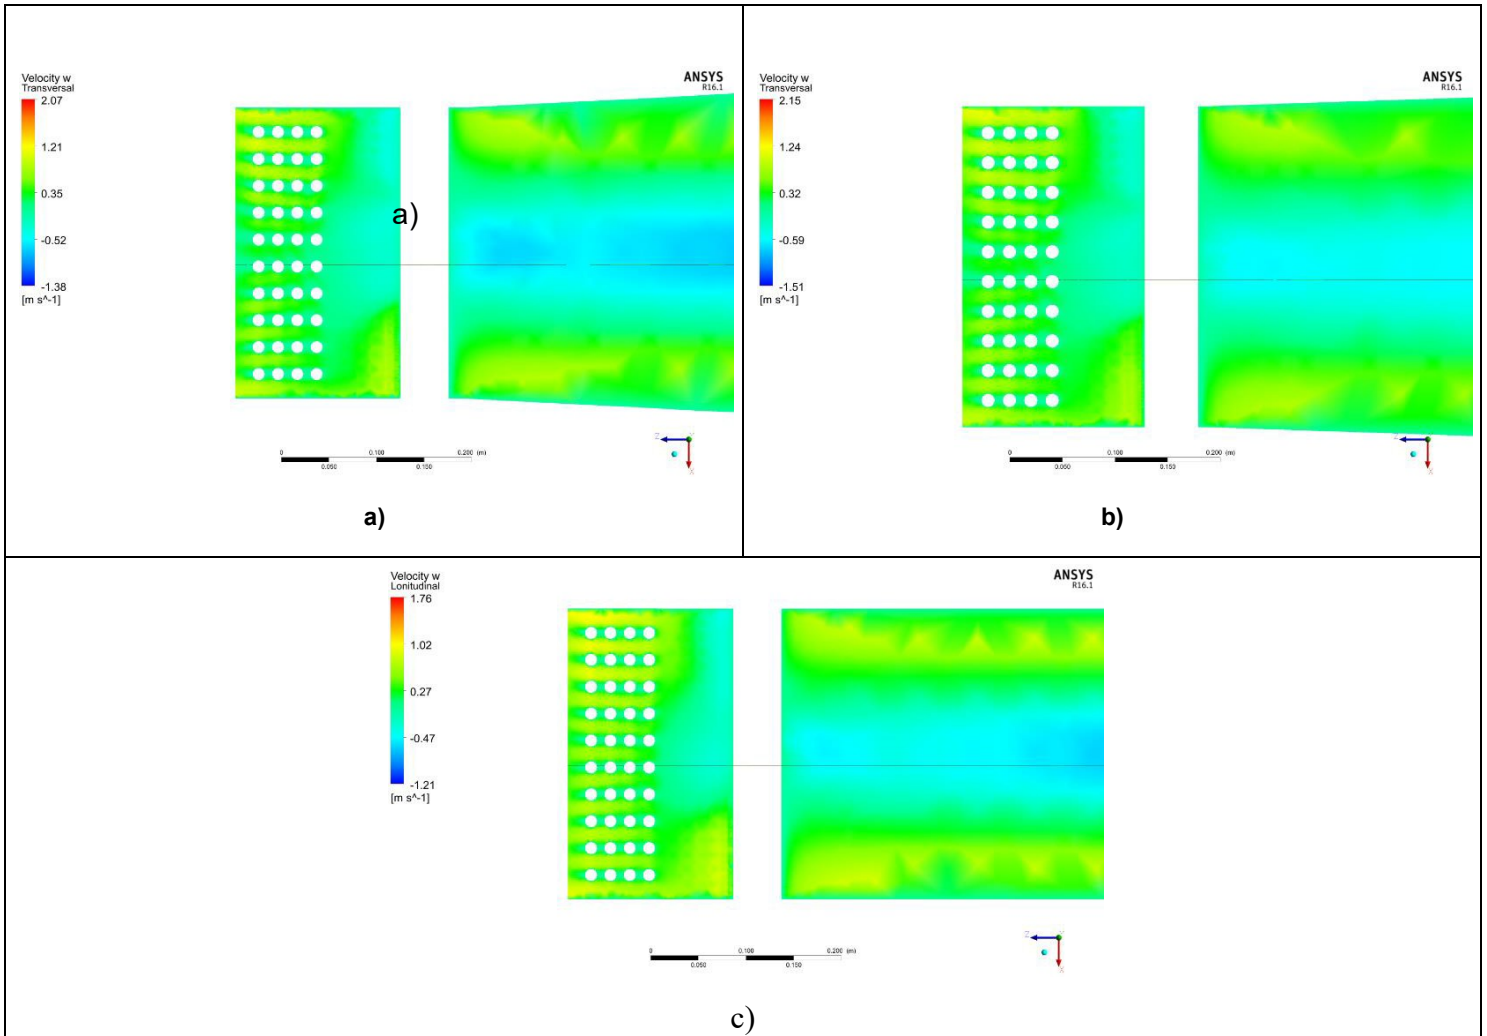 Velocity w
Transversal
2.07
1.21
0.35
-0.52
-1.38
[m s^-1]
ANSYS
R16.1
a)
0 0.100 0.200 (m)
0.050 0.150
Z
X
a)
Velocity w
Transversal
2.15
1.24
0.32
-0.59
-1.51
[m s^-1]
ANSYS
R16.1
0 0.100 0.200 (m)
0.050 0.150
Z
X
b)
Velocity w
Lonitudinal
1.76
1.02
0.27
-0.47
-1.21
[m s^-1]
ANSYS
R16.1
0 0.100 0.200 (m)
0.050 0.150
Z
X
c)